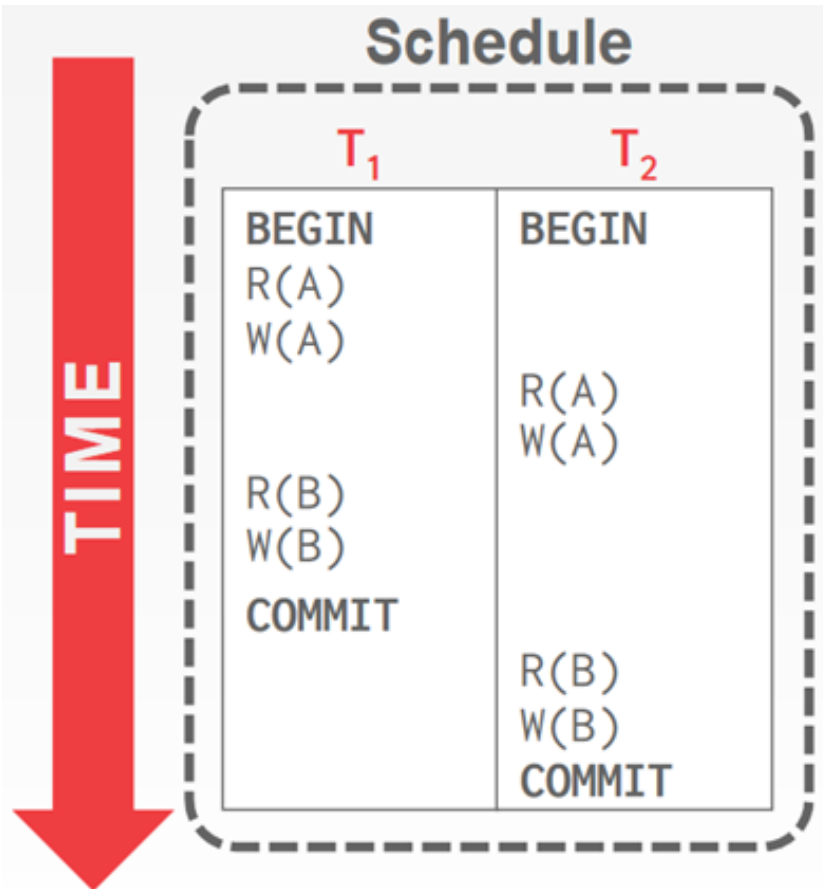 Schedule
TIME
T₁ T₂
BEGIN BEGIN
R(A)
W(A)
R(A)
W(A)
R(B)
W(B)
COMMIT
R(B)
W(B)
COMMIT